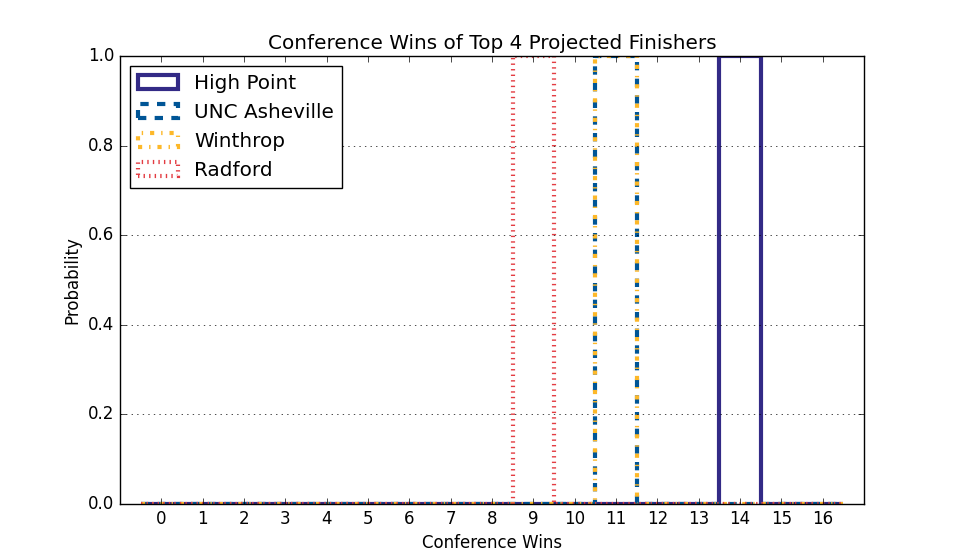 Conference Wins of Top 4 Projected Finishers
1.0
0.8
0.6
0.4
0.2
0.0
Probability
High Point
UNC Asheville
Winthrop
Radford
0 1 2 3 4 5 6 7 8 9 10 11 12 13 14 15 16
Conference Wins